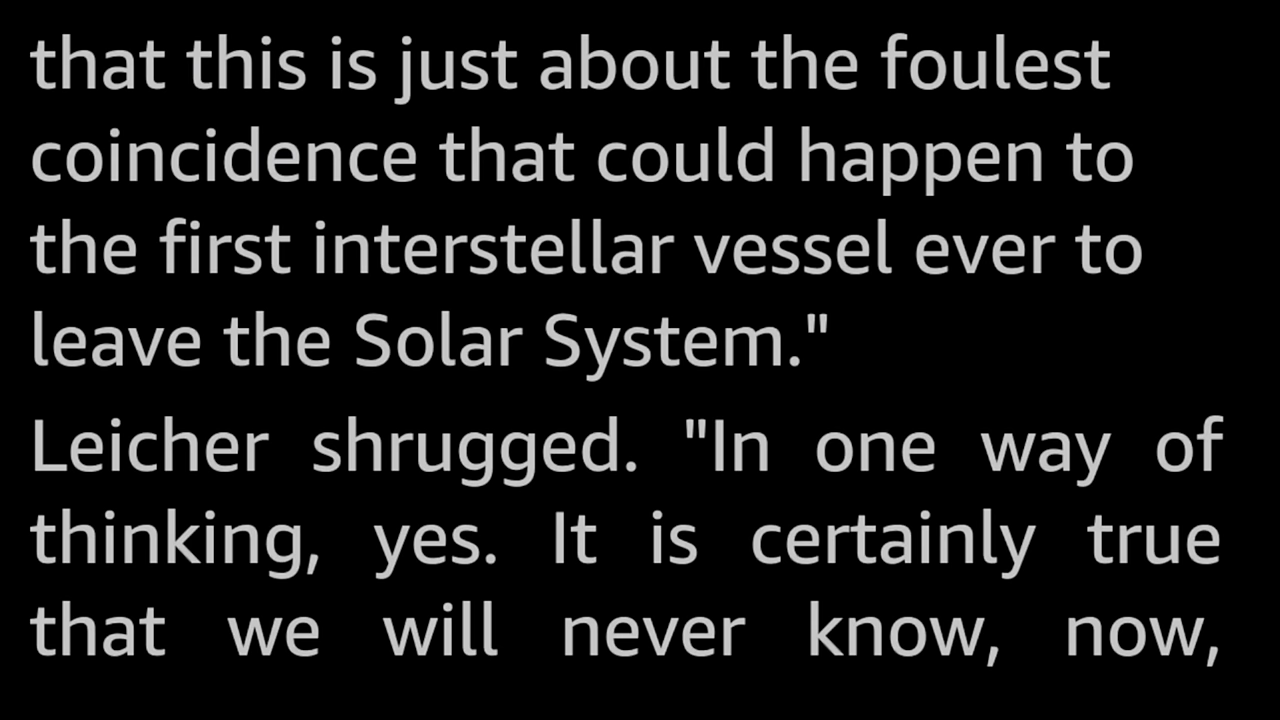 that this is just about the foulest
coincidence that could happen to
the first interstellar vessel ever to
leave the Solar System."
Leicher shrugged. "In one way of
thinking, yes. It is certainly true
that we will never know, now,